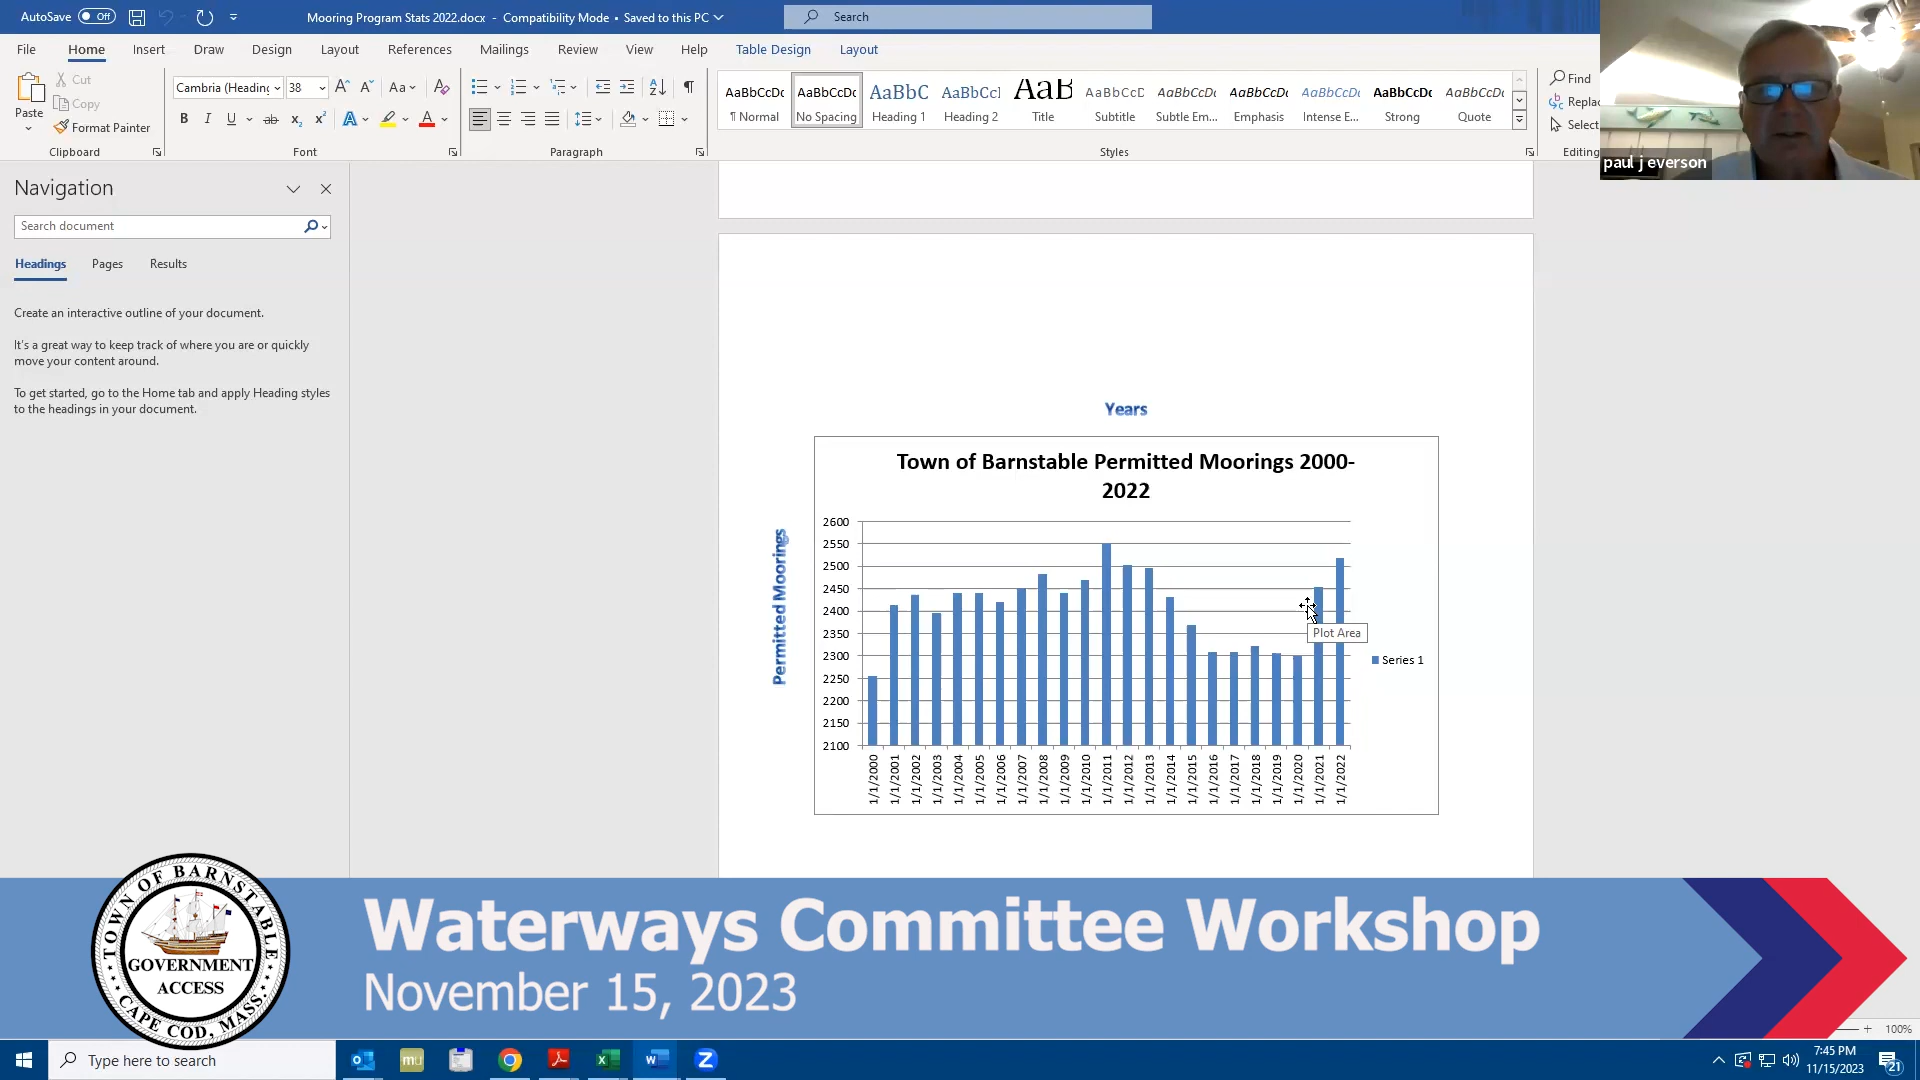 AutoSave Off Mooring Program Stats 2022.docx - Compatibility Mode • Saved to this PC Search
File Home Insert Draw Design Layout References Mailings Review View Help Table Design Layout
Paste Cut
Copy
Format Painter
Cambria (Heading 38
AaBbCcDc AaBbCcDc AaBbC AaBbCcI AaB AaBbCcD AaBbCcDc AaBbCcDc AaBbCcDc AaBbCcDc AaBbCcDc
¶ Normal No Spacing Heading 1 Heading 2 Title Subtitle Subtle Em... Emphasis Intense E... Strong Quote
Find
Replac
Select
Clipboard Font Paragraph Styles Editing
paul j everson
Navigation
Search document
Headings Pages Results
Create an interactive outline of your document.
It's a great way to keep track of where you are or quickly
move your content around.
To get started, go to the Home tab and apply Heading styles
to the headings in your document.
Years
Town of Barnstable Permitted Moorings 2000-
2022
Permitted Moorings
2600
2550
2500
2450
2400
2350
2300
2250
2200
2150
2100
Plot Area
Series 1
1/1/2000 1/1/2001 1/1/2002 1/1/2003 1/1/2004 1/1/2005 1/1/2006 1/1/2007 1/1/2008 1/1/2009 1/1/2010 1/1/2011 1/1/2012 1/1/2013 1/1/2014 1/1/2015 1/1/2016 1/1/2017 1/1/2018 1/1/2019 1/1/2020 1/1/2021 1/1/2022
TOWN OF BARNSTABLE
GOVERNMENT
ACCESS
CAPE COD, MASS.
Waterways Committee Workshop
November 15, 2023
100%
Type here to search
mu
7:45 PM
11/15/2023
21